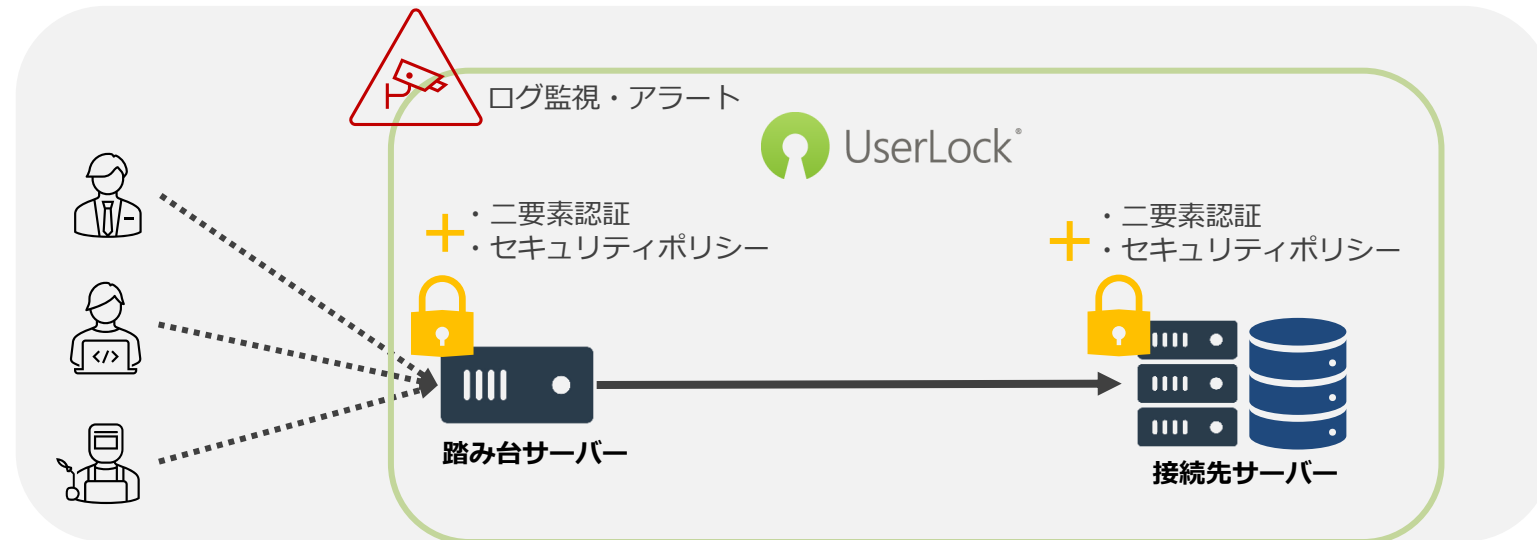 ログ監視・アラート
UserLock®
・二要素認証
・セキュリティポリシー
・二要素認証
・セキュリティポリシー
</>
踏み台サーバー
接続先サーバー